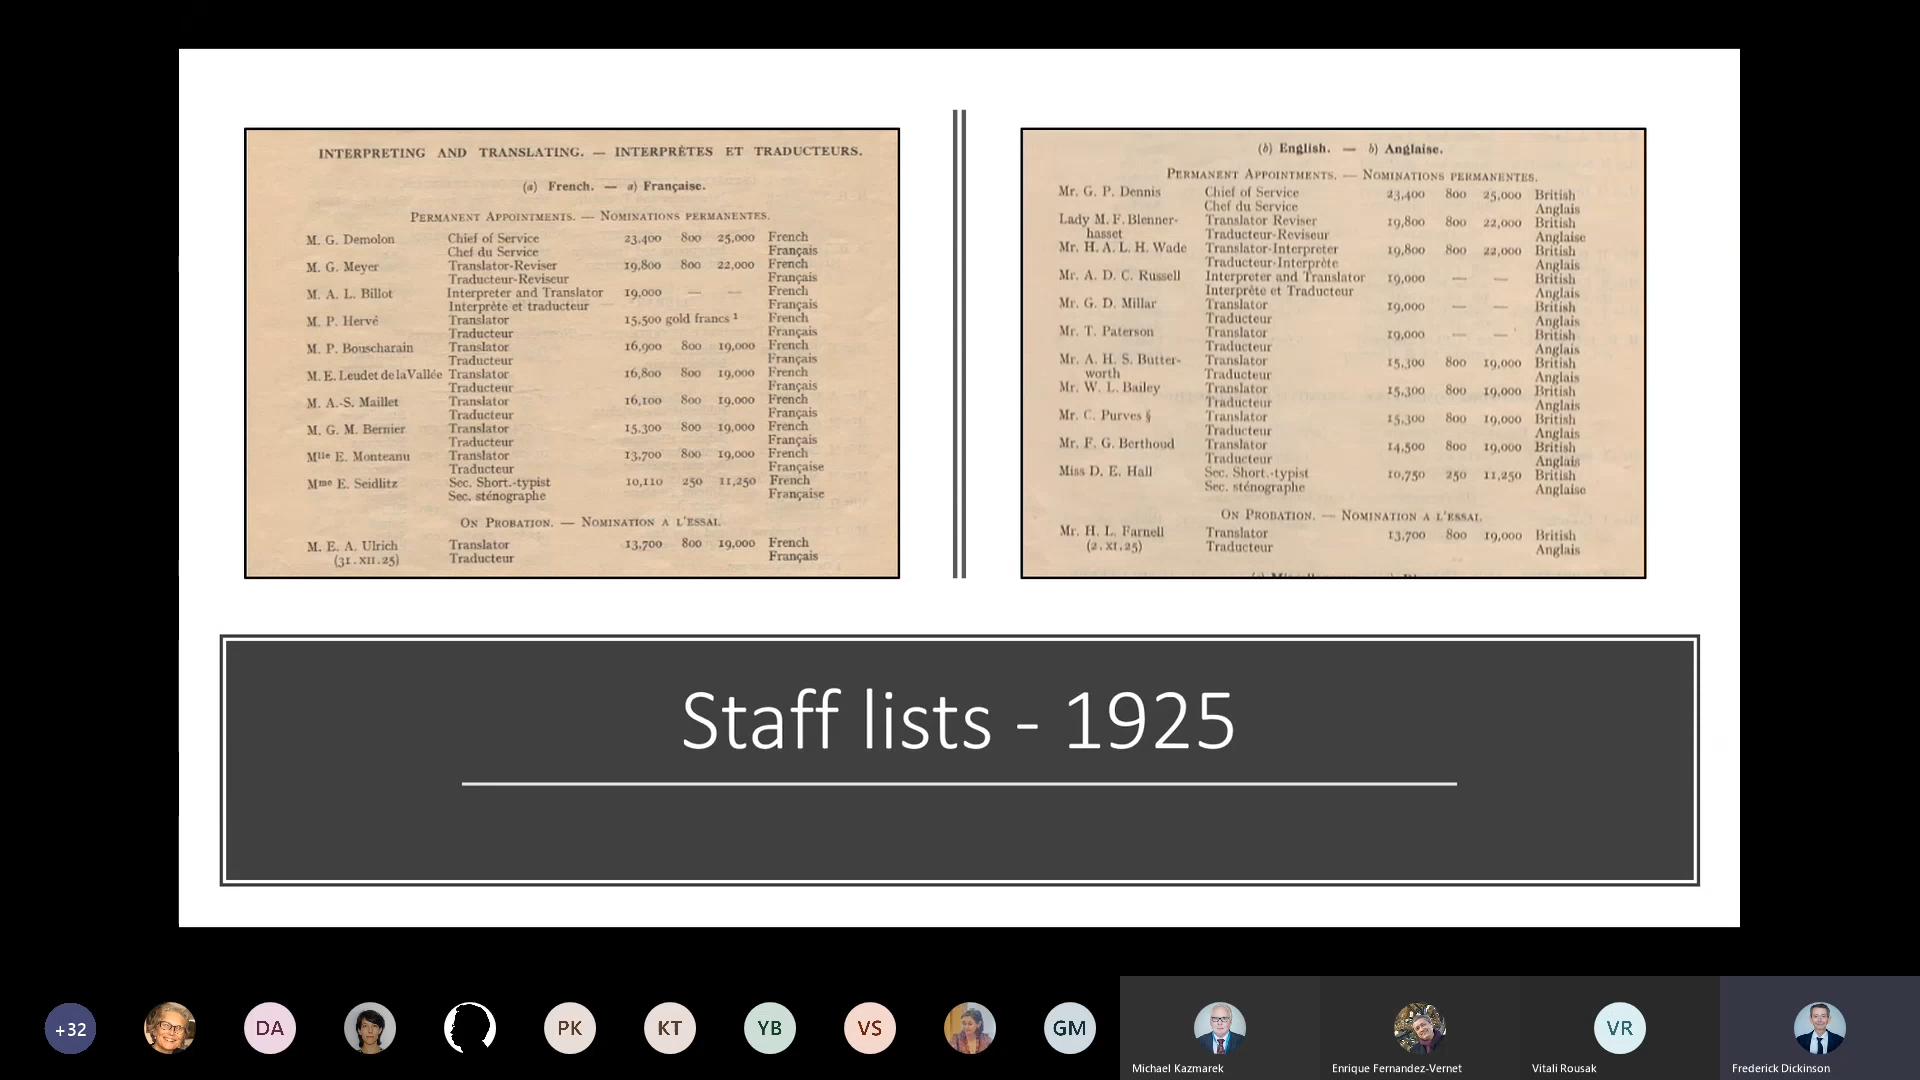 INTERPRETING AND TRANSLATING. — INTERPRÈTES ET TRADUCTEURS.
(a) French. — a) Française.
PERMANENT APPOINTMENTS. — NOMINATIONS PERMANENTES.
M. G. Demolon Chief of Service 23,400 800 25,000 French
Chef du Service Français
M. G. Meyer Translator-Reviser 19,800 800 22,000 French
Traducteur-Reviseur Français
M. A. L. Billot Interpreter and Translator 19,000 — — French
Interprète et traducteur Français
M. P. Hervé Translator 15,500 gold francs ¹ French
Traducteur Français
M. P. Bouscharain Translator 16,900 800 19,000 French
Traducteur Français
M. E. Leudet de la Vallée Translator 16,800 800 19,000 French
Traducteur Français
M. A.-S. Maillet Translator 16,100 800 19,000 French
Traducteur Français
M. G. M. Bernier Translator 15,300 800 19,000 French
Traducteur Français
Mlle E. Monteanu Translator 13,700 800 19,000 French
Traducteur Française
Mme E. Seidlitz Sec. Short.-typist 10,110 250 11,250 French
Sec. sténographe Française
ON PROBATION. — NOMINATION A L'ESSAI.
M. E. A. Ulrich Translator 13,700 800 19,000 French
(31.XII.25) Traducteur Français
(b) English. — b) Anglaise.
PERMANENT APPOINTMENTS. — NOMINATIONS PERMANENTES.
Mr. G. P. Dennis Chief of Service 23,400 800 25,000 British
Chef du Service Anglais
Lady M. F. Blenner- Translator Reviser 19,800 800 22,000 British
hasset Traducteur-Reviseur Anglaise
Mr. H. A. L. H. Wade Translator-Interpreter 19,800 800 22,000 British
Traducteur-Interprète Anglais
Mr. A. D. C. Russell Interpreter and Translator 19,000 — — British
Interprète et Traducteur Anglais
Mr. G. D. Millar Translator 19,000 — — British
Traducteur Anglais
Mr. T. Paterson Translator 19,000 — — British
Traducteur Anglais
Mr. A. H. S. Butter- Translator 15,300 800 19,000 British
worth Traducteur Anglais
Mr. W. L. Bailey Translator 15,300 800 19,000 British
Traducteur Anglais
Mr. C. Purves § Translator 15,300 800 19,000 British
Traducteur Anglais
Mr. F. G. Berthoud Translator 14,500 800 19,000 British
Traducteur Anglais
Miss D. E. Hall Sec. Short.-typist 10,750 250 11,250 British
Sec. sténographe Anglaise
ON PROBATION. — NOMINATION A L'ESSAI.
Mr. H. L. Farnell Translator 13,700 800 19,000 British
(2.XI.25) Traducteur Anglais
Staff lists - 1925
+32 DA PK KT YB VS GM VR
Michael Kazmarek Enrique Fernandez-Vernet Vitali Rousak Frederick Dickinson